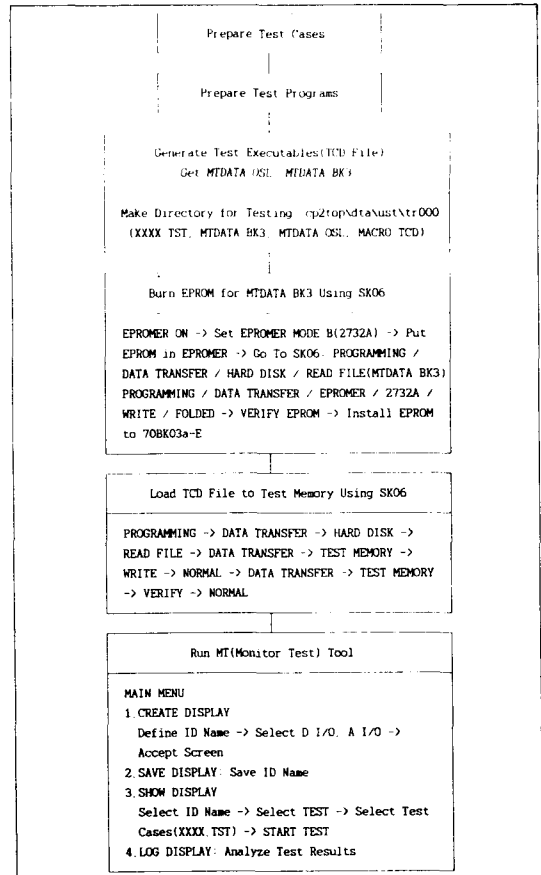 Prepare Test Cases
Prepare Test Programs
Generate Test Executables(TCD File)
Get MTDATA OSL, MTDATA BK3
Make Directory for Testing cp2top\dta\ust\tr000
(XXXX TST, MTDATA BK3, MTDATA OSL, MACRO TCD)
Burn EPROM for MTDATA BK3 Using SK06
EPROMER ON -> Set EPROMER MODE B(2732A) -> Put
EPROM in EPROMER -> Go To SK06. PROGRAMMING /
DATA TRANSFER / HARD DISK / READ FILE(MTDATA BK3)
PROGRAMMING / DATA TRANSFER / EPROMER / 2732A /
WRITE / FOLDED -> VERIFY EPROM -> Install EPROM
to 70BK03a-E
Load TCD File to Test Memory Using SK06
PROGRAMMING -> DATA TRANSFER -> HARD DISK ->
READ FILE -> DATA TRANSFER -> TEST MEMORY ->
WRITE -> NORMAL -> DATA TRANSFER -> TEST MEMORY
-> VERIFY -> NORMAL
Run MT(Monitor Test) Tool
MAIN MENU
1.CREATE DISPLAY
Define ID Name -> Select D I/O, A I/O ->
Accept Screen
2.SAVE DISPLAY: Save ID Name
3.SHOW DISPLAY
Select ID Name -> Select TEST -> Select Test
Cases(XXXX.TST) -> START TEST
4.LOG DISPLAY: Analyze Test Results